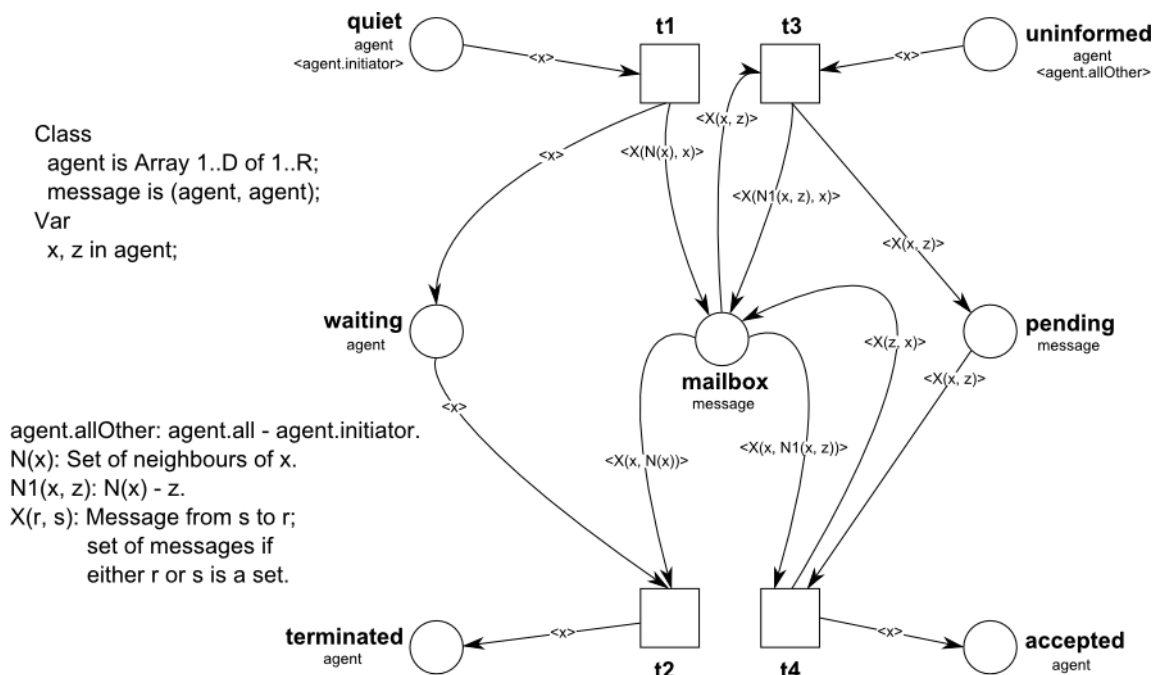 quiet
agent
<agent.initiator>
t1
t3
uninformed
agent
<agent.allOther>
<x>
<x>
Class
agent is Array 1..D of 1..R;
message is (agent, agent);
Var
x, z in agent;
<x>
<X(N(x), x)>
<X(x, z)>
<X(N1(x, z), x)>
<X(x, z)>
waiting
agent
mailbox
message
pending
message
<X(z, x)>
<X(x, z)>
<x>
<X(x, N(x))>
<X(x, N1(x, z))>
agent.allOther: agent.all - agent.initiator.
N(x): Set of neighbours of x.
N1(x, z): N(x) - z.
X(r, s): Message from s to r;
set of messages if
either r or s is a set.
terminated
agent
<x>
t2
t4
<x>
accepted
agent